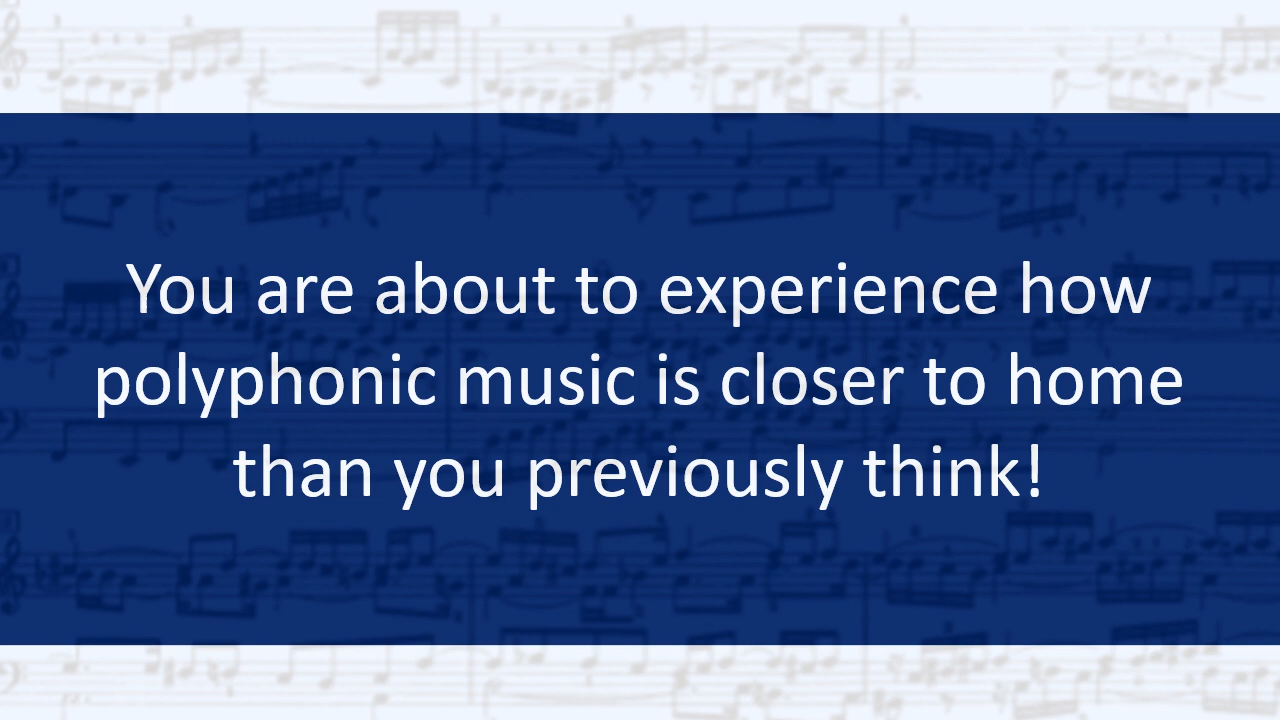 You are about to experience how
polyphonic music is closer to home
than you previously think!